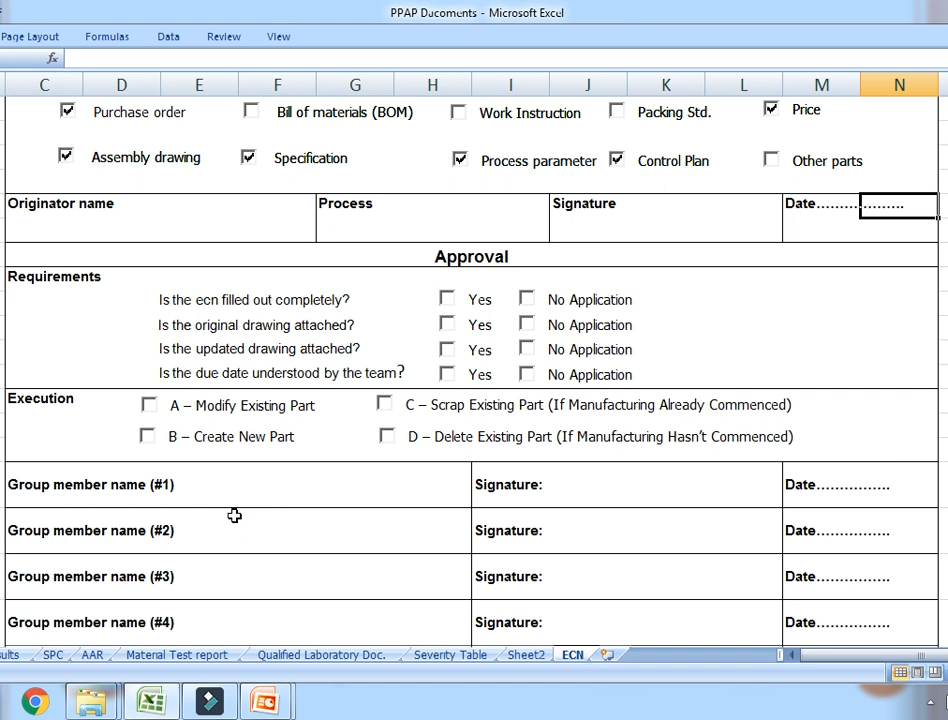 PPAP Dacoments - Microsoft Excel
Page Layout Formulas Data Review View
fx
C D E F G H I J K L M N
Purchase order Bill of materials (BOM) Work Instruction Packing Std. Price
Assembly drawing Specification Process parameter Control Plan Other parts
Originator name Process Signature Date……………….
Approval
Requirements
Is the ecn filled out completely? Yes No Application
Is the original drawing attached? Yes No Application
Is the updated drawing attached? Yes No Application
Is the due date understood by the team? Yes No Application
Execution
A – Modify Existing Part C – Scrap Existing Part (If Manufacturing Already Commenced)
B – Create New Part D – Delete Existing Part (If Manufacturing Hasn't Commenced)
Group member name (#1) Signature: Date…………….
Group member name (#2) Signature: Date…………….
Group member name (#3) Signature: Date…………….
Group member name (#4) Signature: Date…………….
sults SPC AAR Material Test report Qualified Laboratory Doc. Severity Table Sheet2 ECN